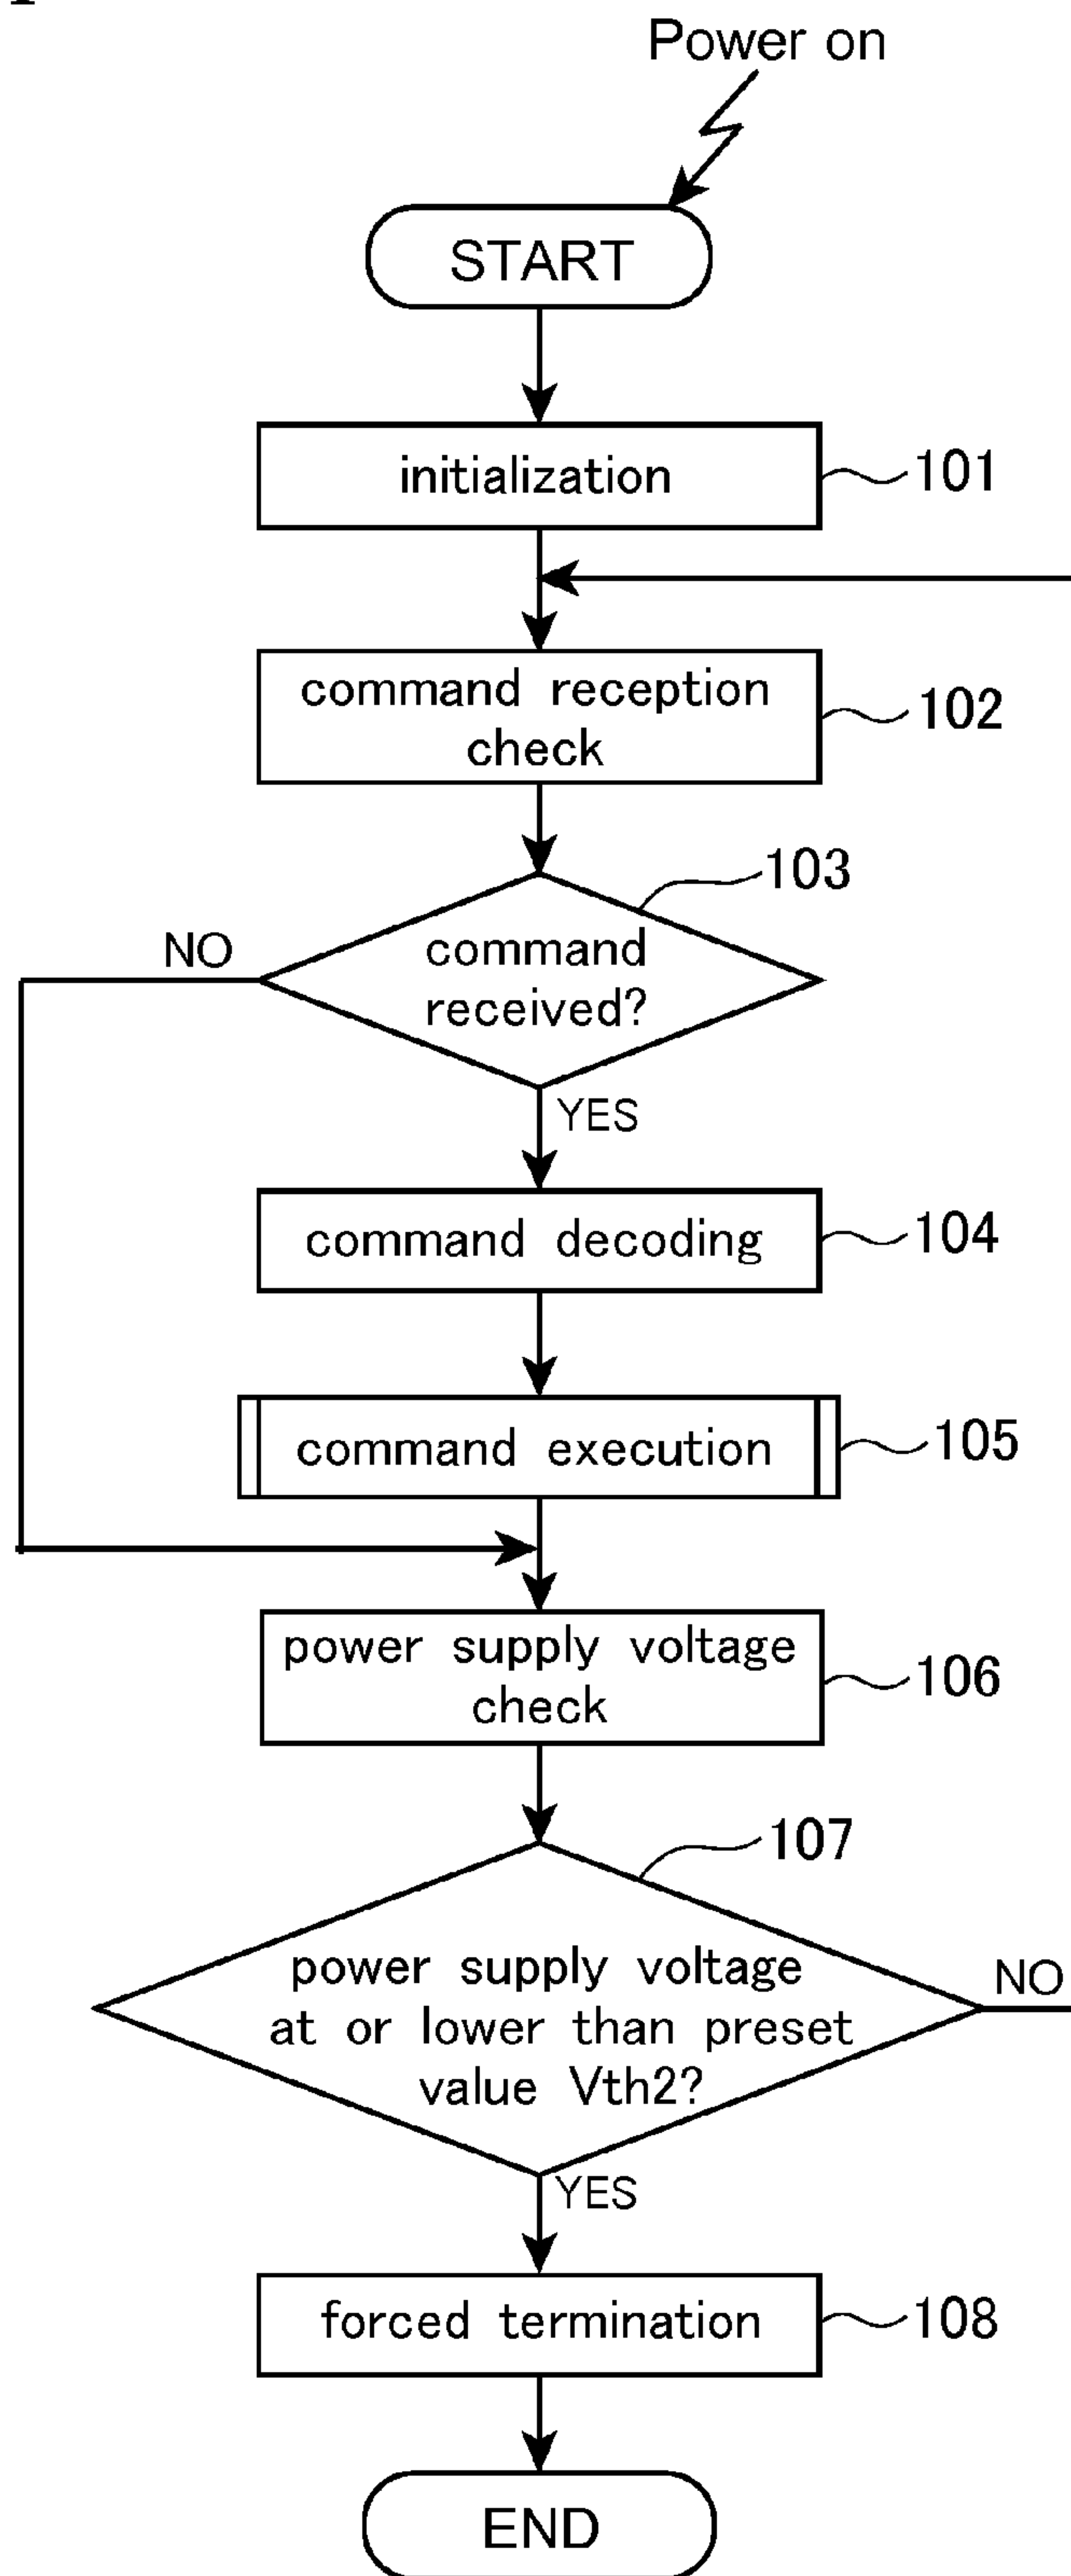 Power on
START
initialization
101
command reception
check
102
103
command
received?
NO
YES
command decoding
104
command execution
105
power supply voltage
check
106
107
power supply voltage
at or lower than preset
value Vth2?
NO
YES
forced termination
108
END